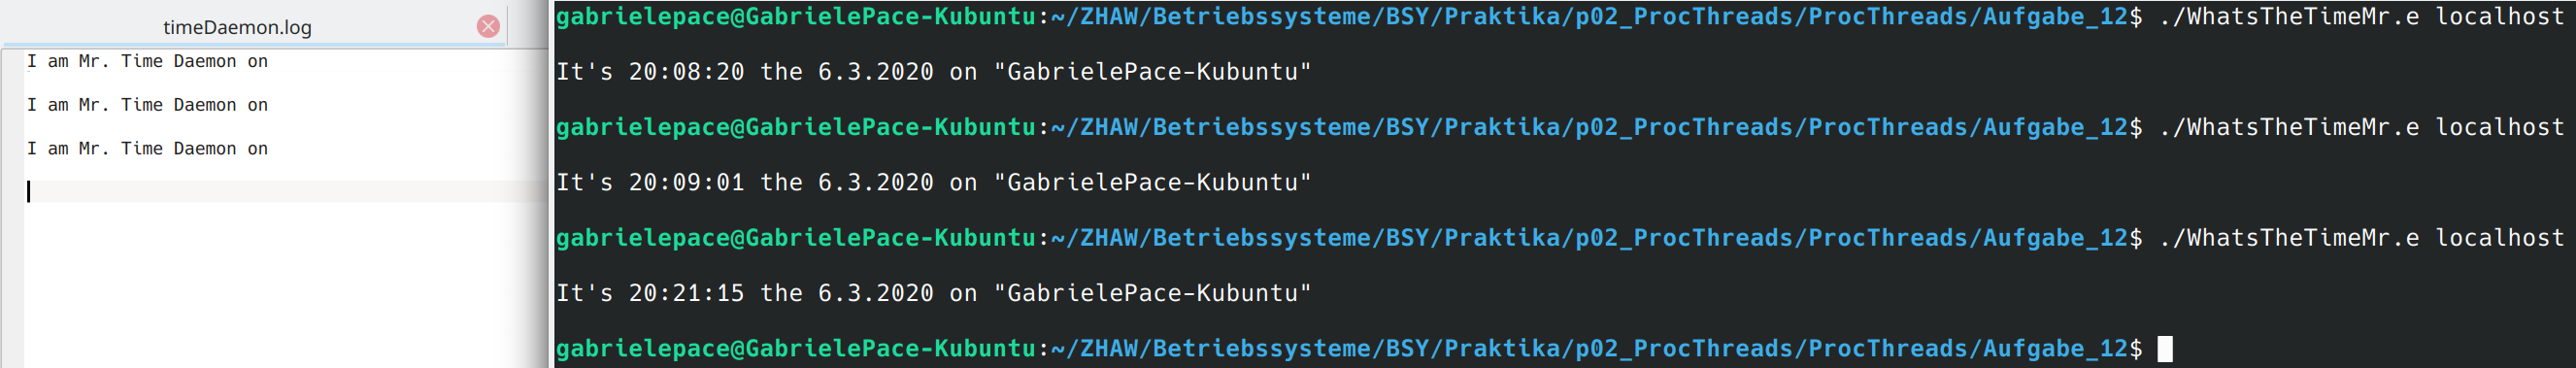 timeDaemon.log
I am Mr. Time Daemon on
I am Mr. Time Daemon on
I am Mr. Time Daemon on
gabrielepace@GabrielePace-Kubuntu:~/ZHAW/Betriebssysteme/BSY/Praktika/p02_ProcThreads/ProcThreads/Aufgabe_12$ ./WhatsTheTimeMr.e localhost
It's 20:08:20 the 6.3.2020 on "GabrielePace-Kubuntu"
gabrielepace@GabrielePace-Kubuntu:~/ZHAW/Betriebssysteme/BSY/Praktika/p02_ProcThreads/ProcThreads/Aufgabe_12$ ./WhatsTheTimeMr.e localhost
It's 20:09:01 the 6.3.2020 on "GabrielePace-Kubuntu"
gabrielepace@GabrielePace-Kubuntu:~/ZHAW/Betriebssysteme/BSY/Praktika/p02_ProcThreads/ProcThreads/Aufgabe_12$ ./WhatsTheTimeMr.e localhost
It's 20:21:15 the 6.3.2020 on "GabrielePace-Kubuntu"
gabrielepace@GabrielePace-Kubuntu:~/ZHAW/Betriebssysteme/BSY/Praktika/p02_ProcThreads/ProcThreads/Aufgabe_12$